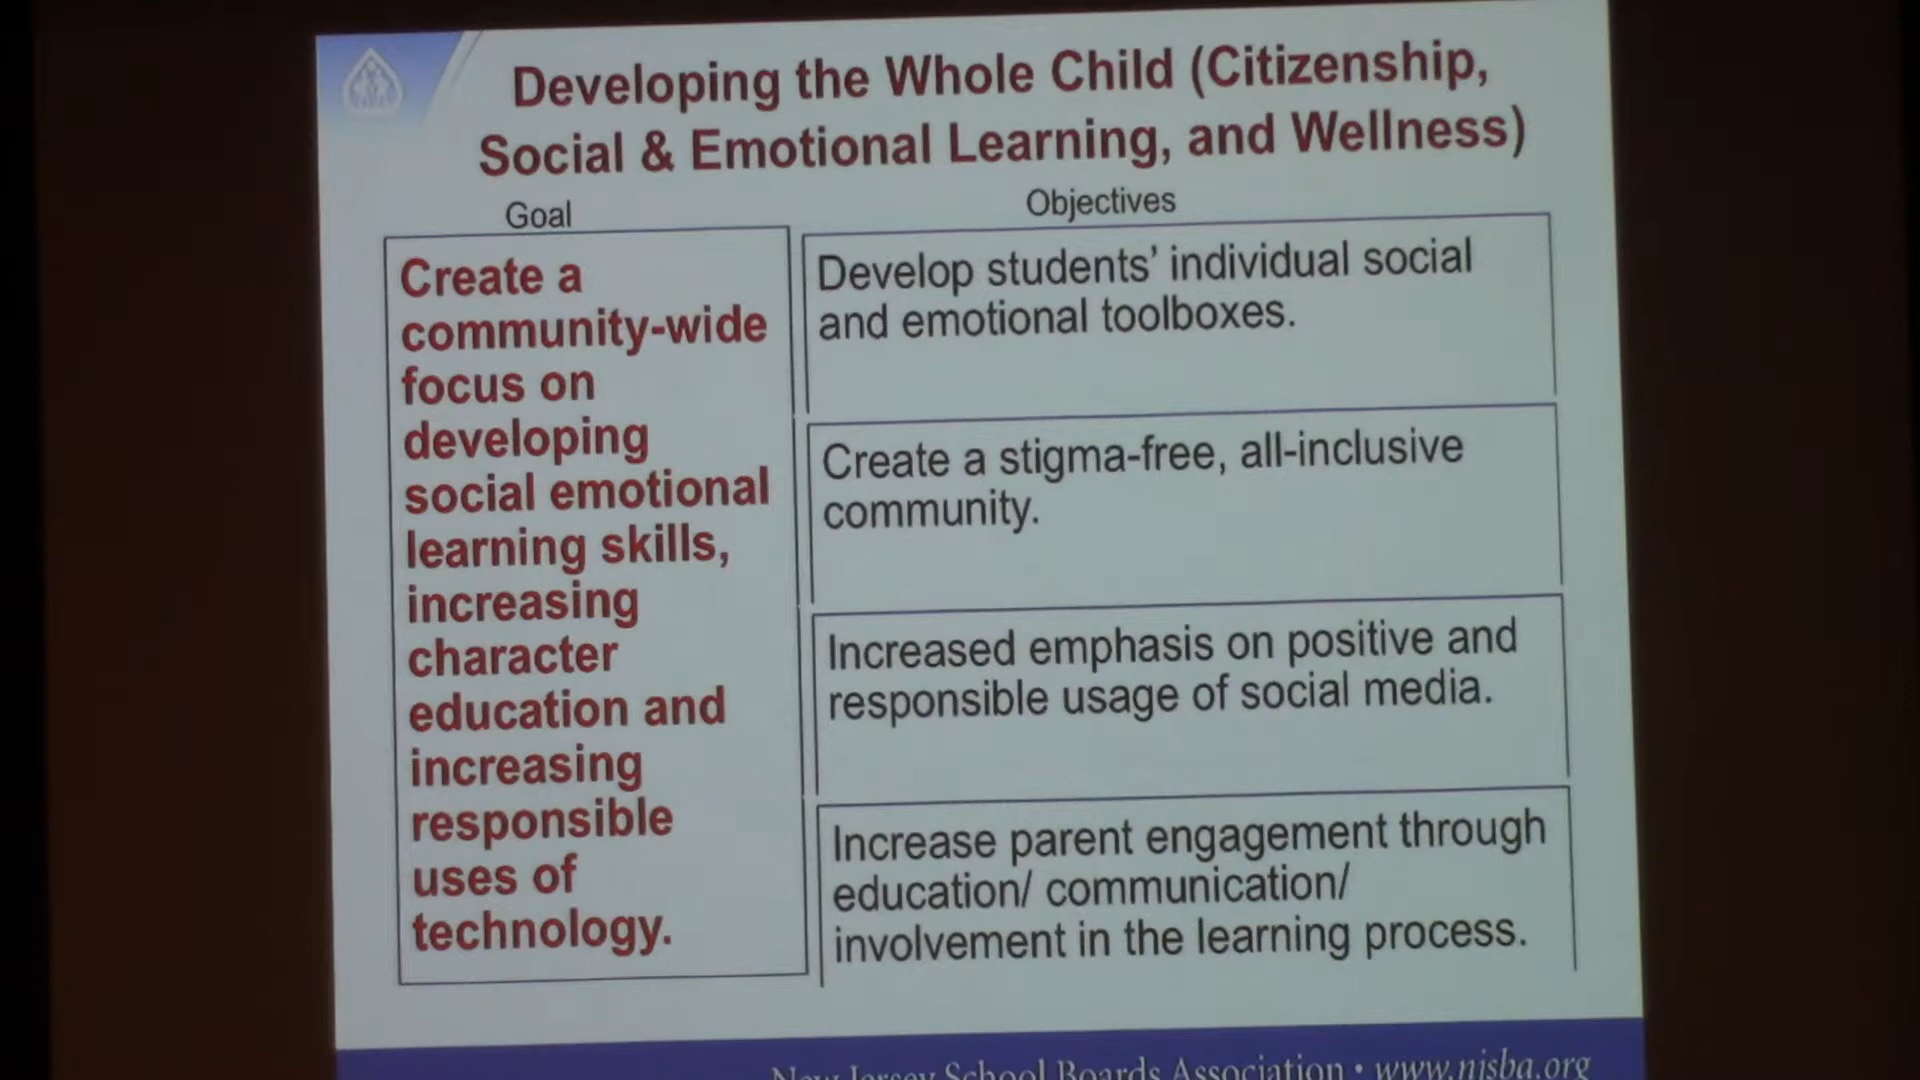 Developing the Whole Child (Citizenship,
Social & Emotional Learning, and Wellness)
Goal
Objectives
Create a
community-wide
focus on
developing
social emotional
learning skills,
increasing
character
education and
increasing
responsible
uses of
technology.
Develop students' individual social
and emotional toolboxes.
Create a stigma-free, all-inclusive
community.
Increased emphasis on positive and
responsible usage of social media.
Increase parent engagement through
education/ communication/
involvement in the learning process.
New Jersey School Boards Association • www.njsba.org